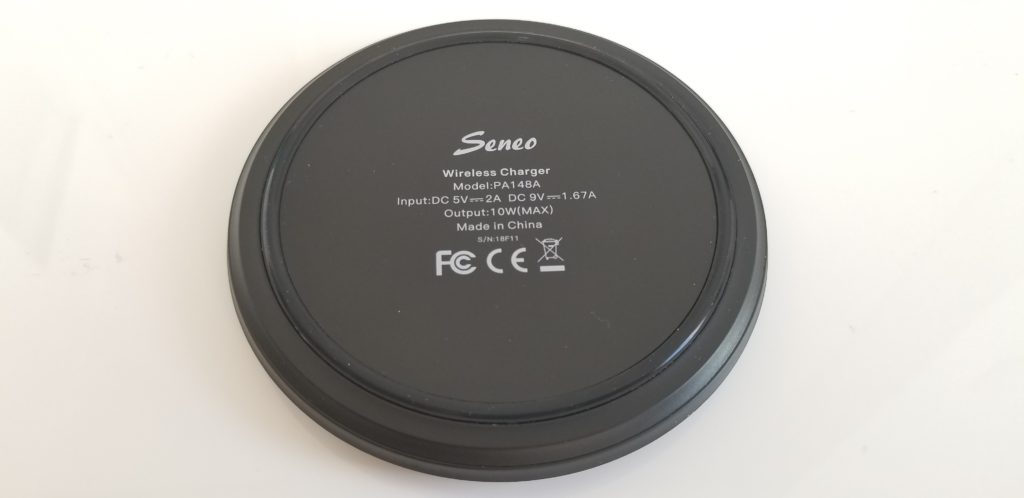 Seneo
Wireless Charger
Model:PA148A
Input:DC 5V⎓2A DC 9V⎓1.67A
Output:10W(MAX)
Made in China
S/N:18F11
FC CE